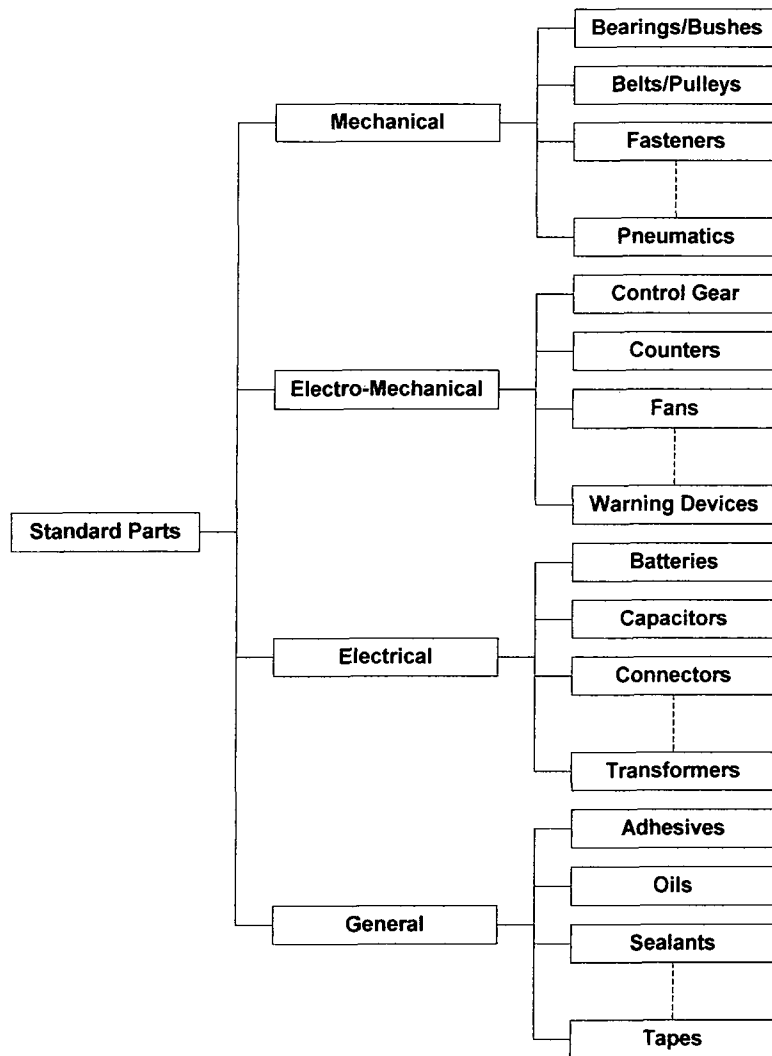 Standard Parts
Mechanical
Bearings/Bushes
Belts/Pulleys
Fasteners
Pneumatics
Electro-Mechanical
Control Gear
Counters
Fans
Warning Devices
Electrical
Batteries
Capacitors
Connectors
Transformers
General
Adhesives
Oils
Sealants
Tapes